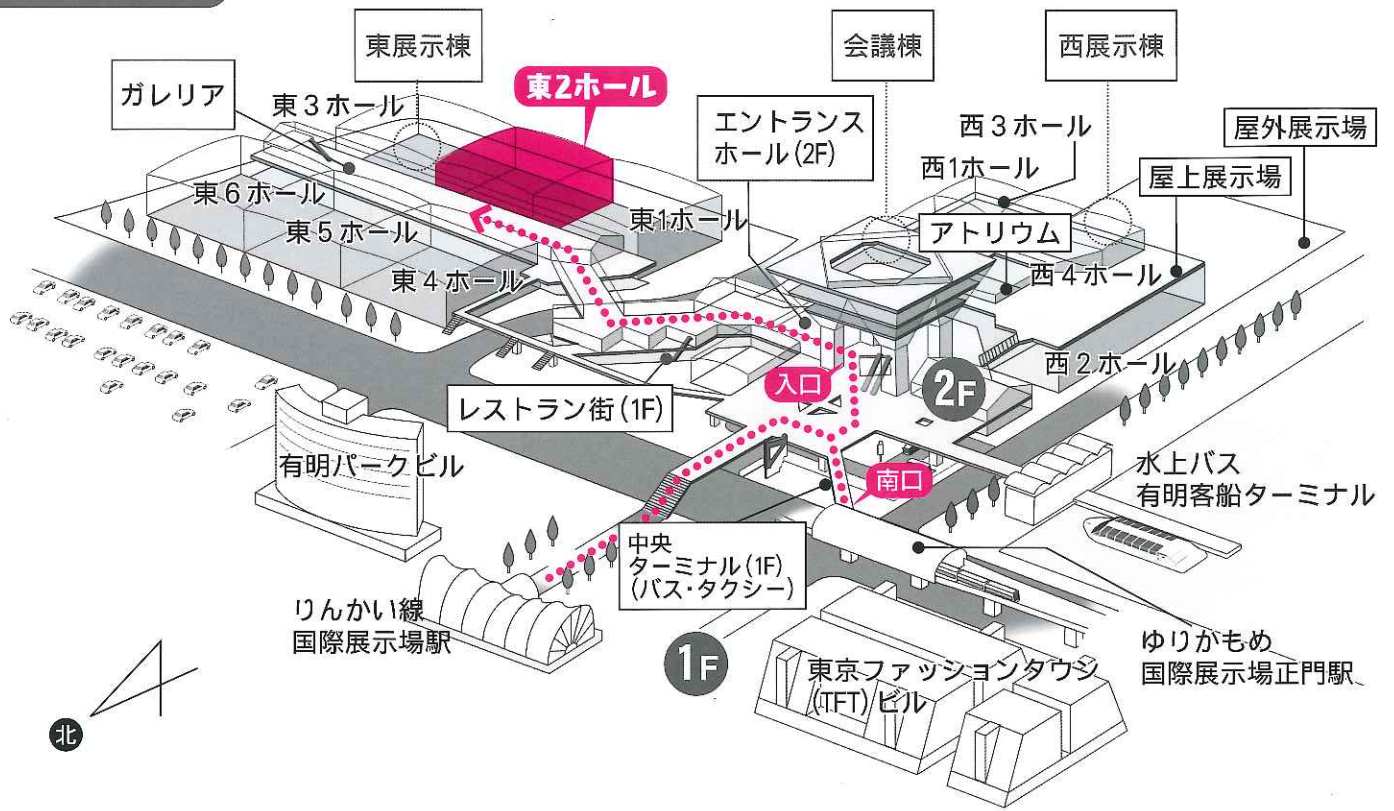 東展示棟
会議棟
西展示棟
ガレリア
東3ホール
東2ホール
エントランス
ホール(2F)
西3ホール
西1ホール
屋外展示場
屋上展示場
東6ホール
東5ホール
東4ホール
東1ホール
アトリウム
西4ホール
西2ホール
入口
2F
レストラン街(1F)
有明パークビル
南口
水上バス
有明客船ターミナル
中央
ターミナル(1F)
(バス・タクシー)
りんかい線
国際展示場駅
1F
東京ファッションタウン
(TFT)ビル
ゆりかもめ
国際展示場正門駅
北